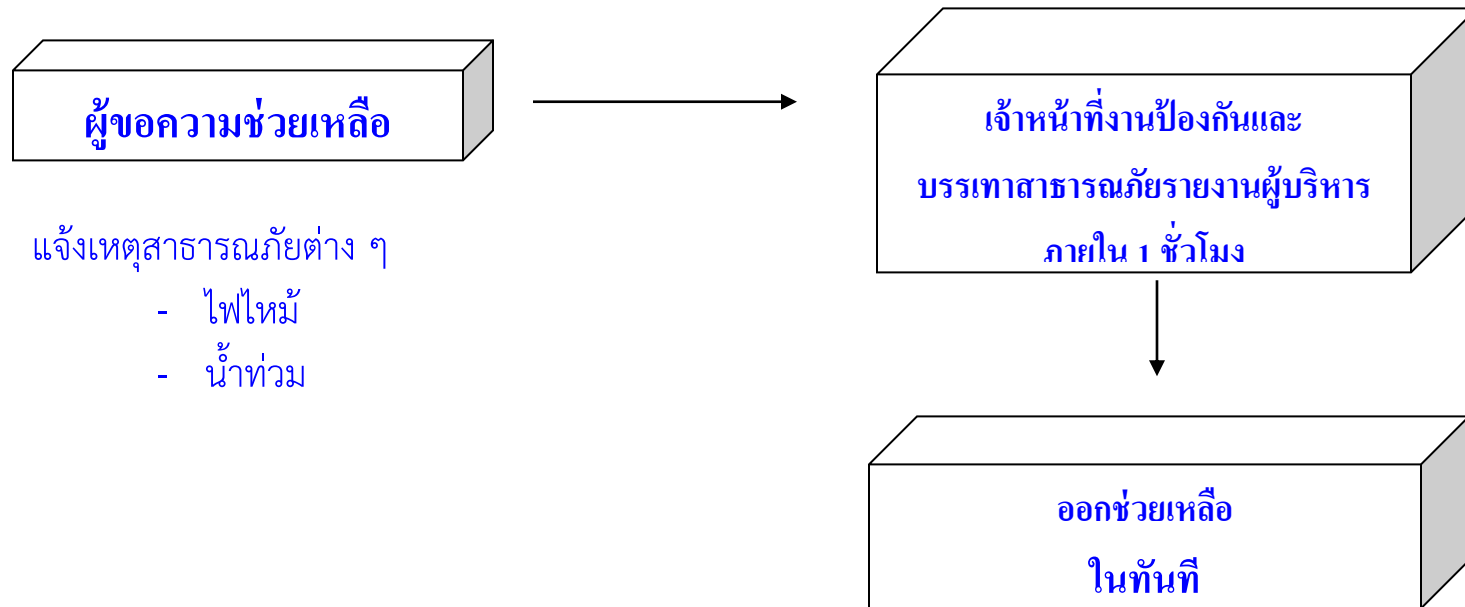 ผู้ขอความช่วยเหลือ
แจ้งเหตุสาธารณภัยต่าง ๆ
- ไฟไหม้
- น้ำท่วม
เจ้าหน้าที่งานป้องกันและ
บรรเทาสาธารณภัยรายงานผู้บริหาร
ภายใน 1 ชั่วโมง
ออกช่วยเหลือ
ในทันที